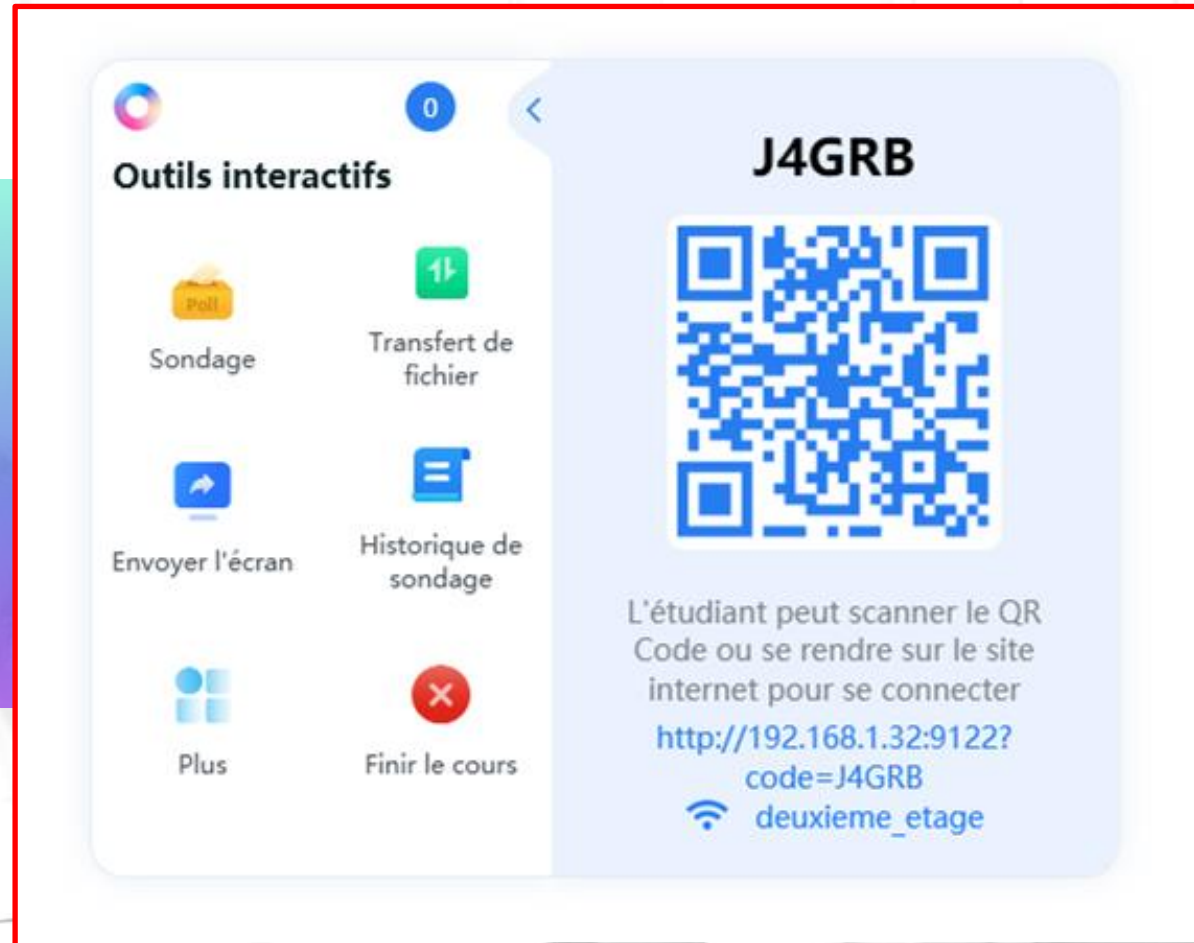 0
Outils interactifs
Poll
Sondage
Transfert de
fichier
Envoyer l'écran
Historique de
sondage
Plus
Finir le cours
J4GRB
L'étudiant peut scanner le QR
Code ou se rendre sur le site
internet pour se connecter
http://192.168.1.32:9122?
code=J4GRB
deuxieme_etage